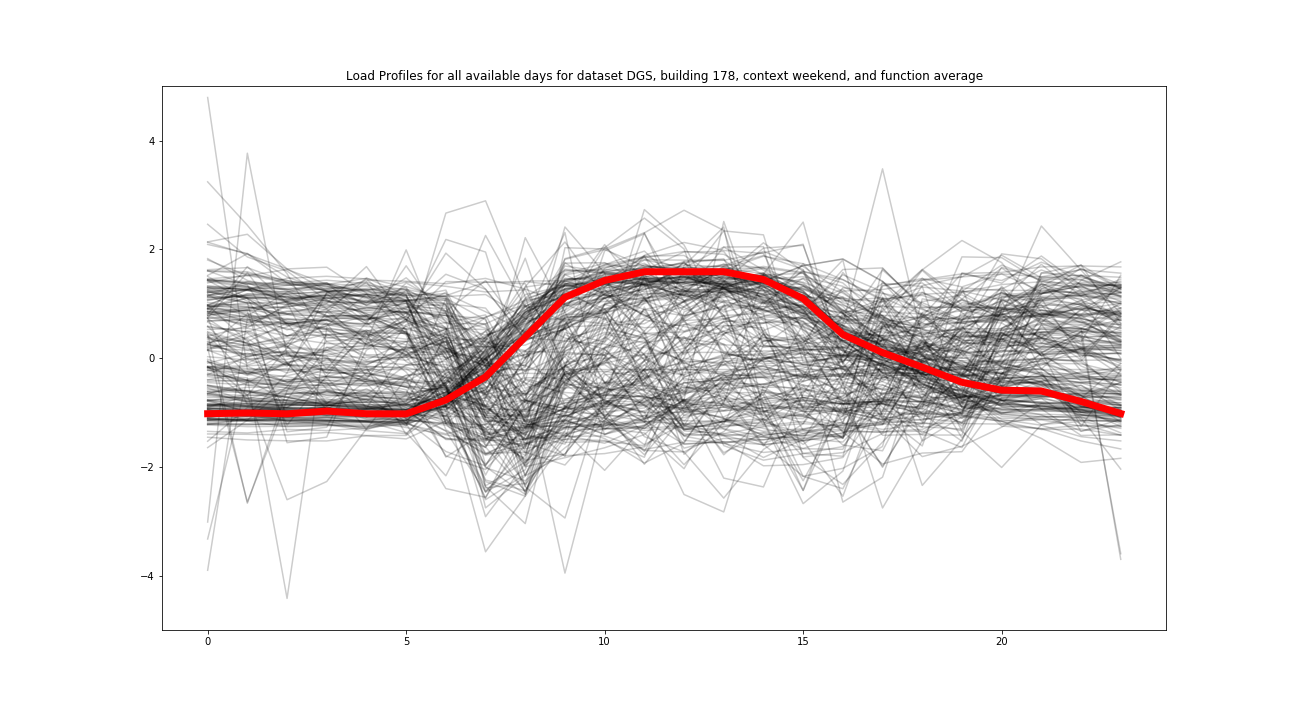 Load Profiles for all available days for dataset DGS, building 178, context weekend, and function average
4
2
0
−2
−4
0 5 10 15 20